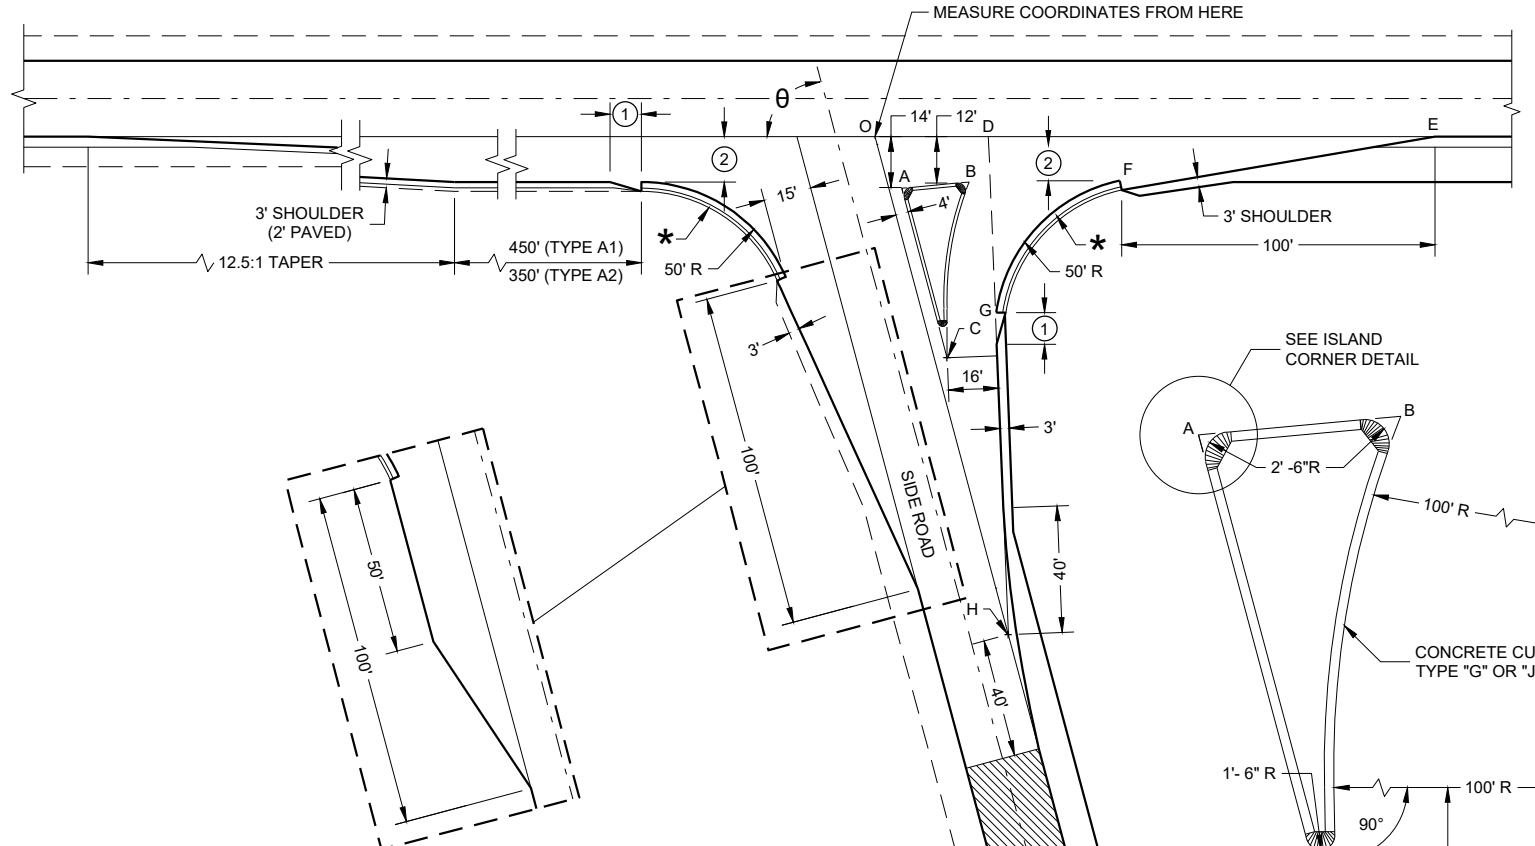 MEASURE COORDINATES FROM HERE
θ
1
14'
12'
O
D
E
2
2
A
B
F
15'
4'
3' SHOULDER
(2' PAVED)
*
*
3' SHOULDER
12.5:1 TAPER
450' (TYPE A1)
350' (TYPE A2)
50' R
50' R
100'
G
1
C
3'
16'
SEE ISLAND
CORNER DETAIL
3'
A
B
2' -6"R
100'
SIDE ROAD
100' R
50'
40'
H
100'
40'
CONCRETE CU
TYPE "G" OR "J
1'- 6" R
100' R
90°